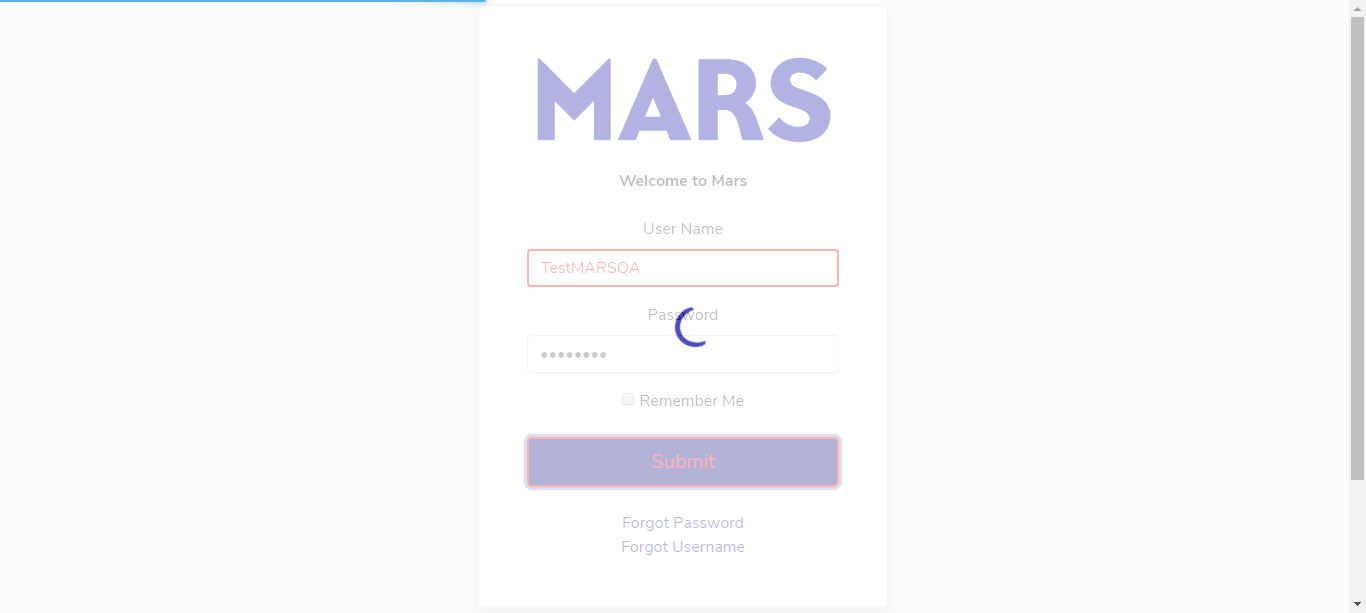 MARS
Welcome to Mars
User Name
TestMARSQA
Password
••••••••
Remember Me
Submit
Forgot Password
Forgot Username